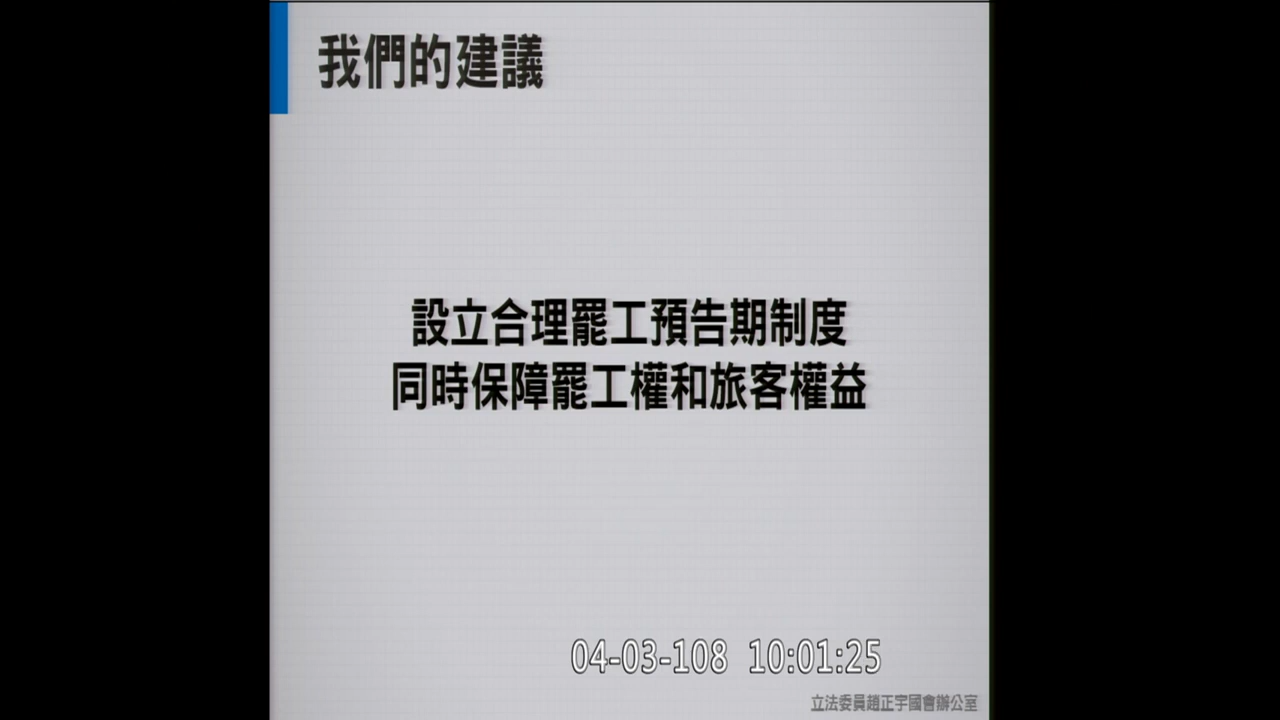 我們的建議
設立合理罷工預告期制度
同時保障罷工權和旅客權益
04-03-108 10:01:25
立法委員趙正宇國會辦公室